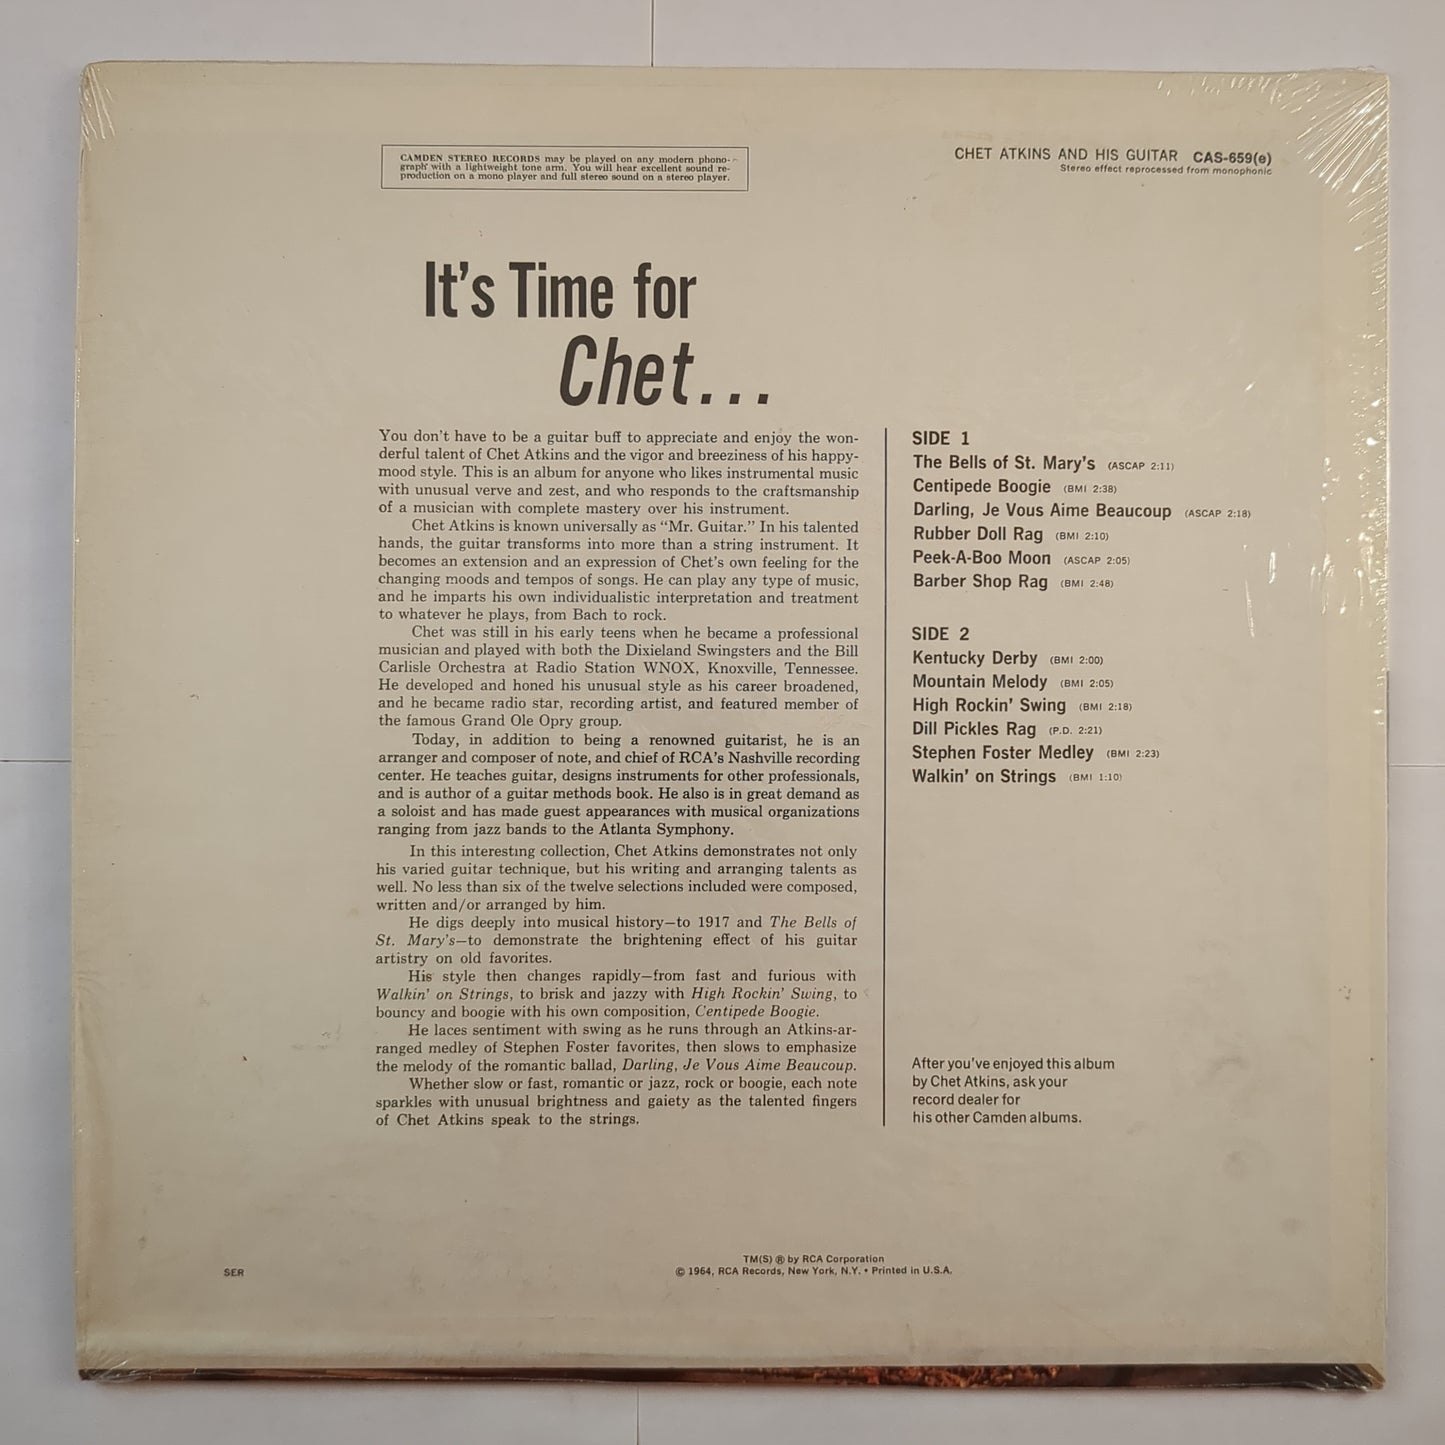 CAMDEN STEREO RECORDS may be played on any modern phono-
graph with a lightweight tone arm. You will hear excellent sound re-
production on a mono player and full stereo sound on a stereo player.
CHET ATKINS AND HIS GUITAR CAS-659(e)
Stereo effect reprocessed from monophonic
It's Time for
Chet...
You don't have to be a guitar buff to appreciate and enjoy the won-
derful talent of Chet Atkins and the vigor and breeziness of his happy-
mood style. This is an album for anyone who likes instrumental music
with unusual verve and zest, and who responds to the craftsmanship
of a musician with complete mastery over his instrument.
Chet Atkins is known universally as “Mr. Guitar.” In his talented
hands, the guitar transforms into more than a string instrument. It
becomes an extension and an expression of Chet's own feeling for the
changing moods and tempos of songs. He can play any type of music,
and he imparts his own individualistic interpretation and treatment
to whatever he plays, from Bach to rock.
Chet was still in his early teens when he became a professional
musician and played with both the Dixieland Swingsters and the Bill
Carlisle Orchestra at Radio Station WNOX, Knoxville, Tennessee.
He developed and honed his unusual style as his career broadened,
and he became radio star, recording artist, and featured member of
the famous Grand Ole Opry group.
Today, in addition to being a renowned guitarist, he is an
arranger and composer of note, and chief of RCA's Nashville recording
center. He teaches guitar, designs instruments for other professionals,
and is author of a guitar methods book. He also is in great demand as
a soloist and has made guest appearances with musical organizations
ranging from jazz bands to the Atlanta Symphony.
In this interesting collection, Chet Atkins demonstrates not only
his varied guitar technique, but his writing and arranging talents as
well. No less than six of the twelve selections included were composed,
written and/or arranged by him.
He digs deeply into musical history—to 1917 and The Bells of
St. Mary's—to demonstrate the brightening effect of his guitar
artistry on old favorites.
His style then changes rapidly—from fast and furious with
Walkin' on Strings, to brisk and jazzy with High Rockin' Swing, to
bouncy and boogie with his own composition, Centipede Boogie.
He laces sentiment with swing as he runs through an Atkins-ar-
ranged medley of Stephen Foster favorites, then slows to emphasize
the melody of the romantic ballad, Darling, Je Vous Aime Beaucoup.
Whether slow or fast, romantic or jazz, rock or boogie, each note
sparkles with unusual brightness and gaiety as the talented fingers
of Chet Atkins speak to the strings.
SIDE 1
The Bells of St. Mary's (ASCAP 2:11)
Centipede Boogie (BMI 2:38)
Darling, Je Vous Aime Beaucoup (ASCAP 2:18)
Rubber Doll Rag (BMI 2:10)
Peek-A-Boo Moon (ASCAP 2:05)
Barber Shop Rag (BMI 2:48)
SIDE 2
Kentucky Derby (BMI 2:00)
Mountain Melody (BMI 2:05)
High Rockin' Swing (BMI 2:18)
Dill Pickles Rag (P.D. 2:21)
Stephen Foster Medley (BMI 2:23)
Walkin' on Strings (BMI 1:10)
After you've enjoyed this album
by Chet Atkins, ask your
record dealer for
his other Camden albums.
SER
TM(S) ® by RCA Corporation
© 1964, RCA Records, New York, N.Y. • Printed in U.S.A.